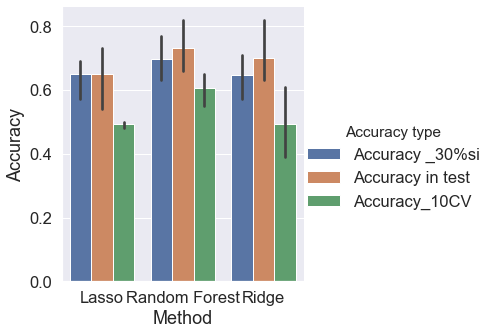 0.8
0.6
0.4
0.2
0.0
Accuracy
Lasso Random Forest Ridge
Method
Accuracy type
Accuracy _30%si
Accuracy in test
Accuracy_10CV